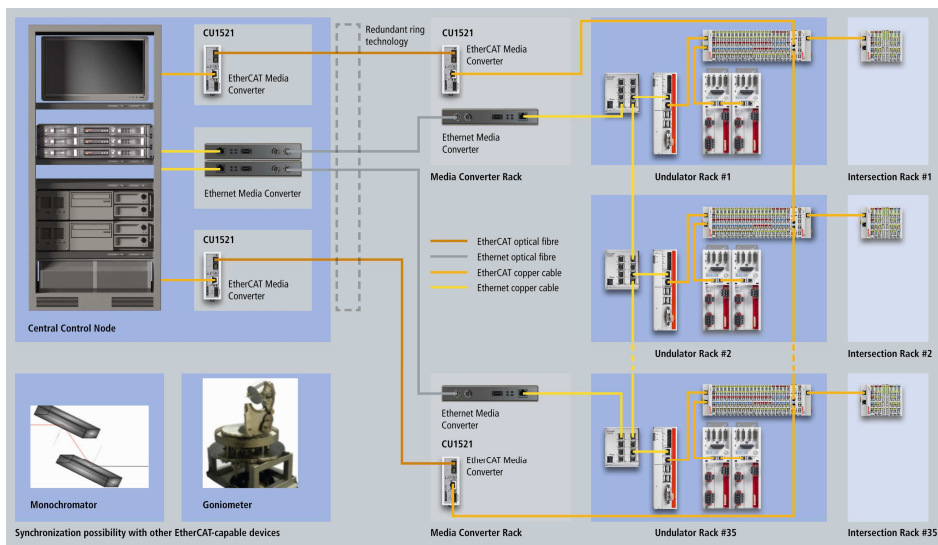 CU1521
EtherCAT Media
Converter
Redundant ring
technology
CU1521
EtherCAT Media
Converter
Ethernet Media
Converter
Media Converter Rack
Undulator Rack #1
Intersection Rack #1
Ethernet Media Converter
CU1521
EtherCAT Media
Converter
EtherCAT optical fibre
Ethernet optical fibre
EtherCAT copper cable
Ethernet copper cable
Central Control Node
Undulator Rack #2
Intersection Rack #2
Ethernet Media
Converter
CU1521
EtherCAT Media
Converter
Monochromator
Goniometer
Synchronization possibility with other EtherCAT-capable devices
Media Converter Rack
Undulator Rack #35
Intersection Rack #35